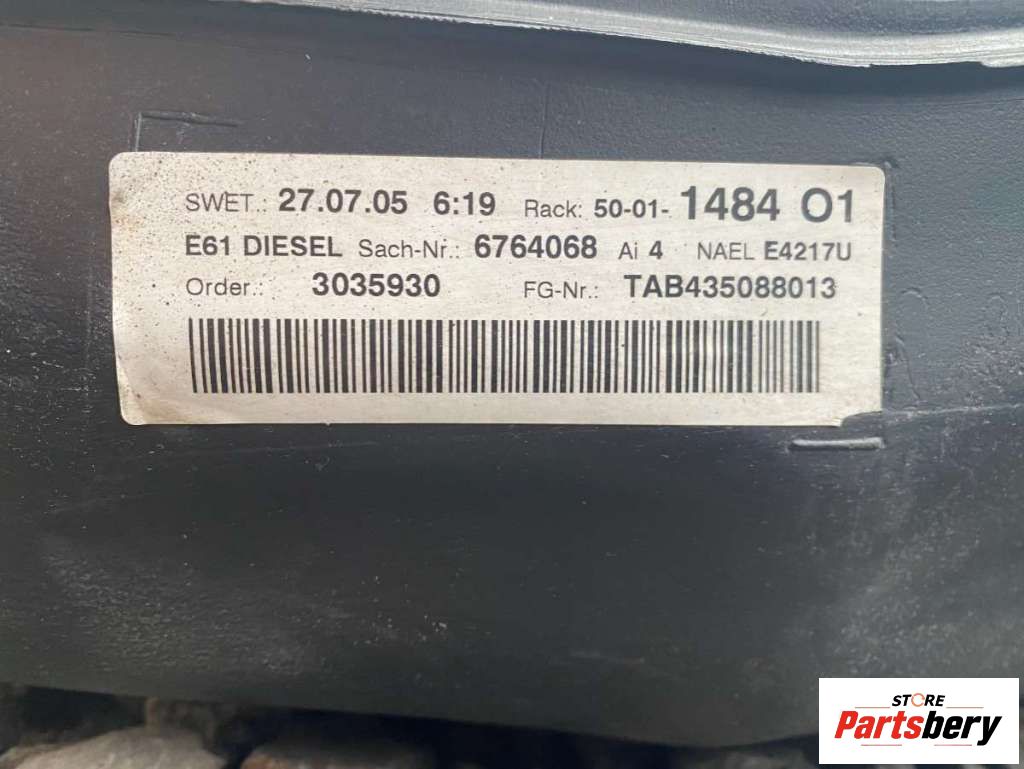 SWET.: 27.07.05 6:19 Rack: 50-01- 1484 O1
E61 DIESEL Sach-Nr.: 6764068 Ai 4 NAEL E4217U
Order.: 3035930 FG-Nr.: TAB435088013
STORE
Partsbery